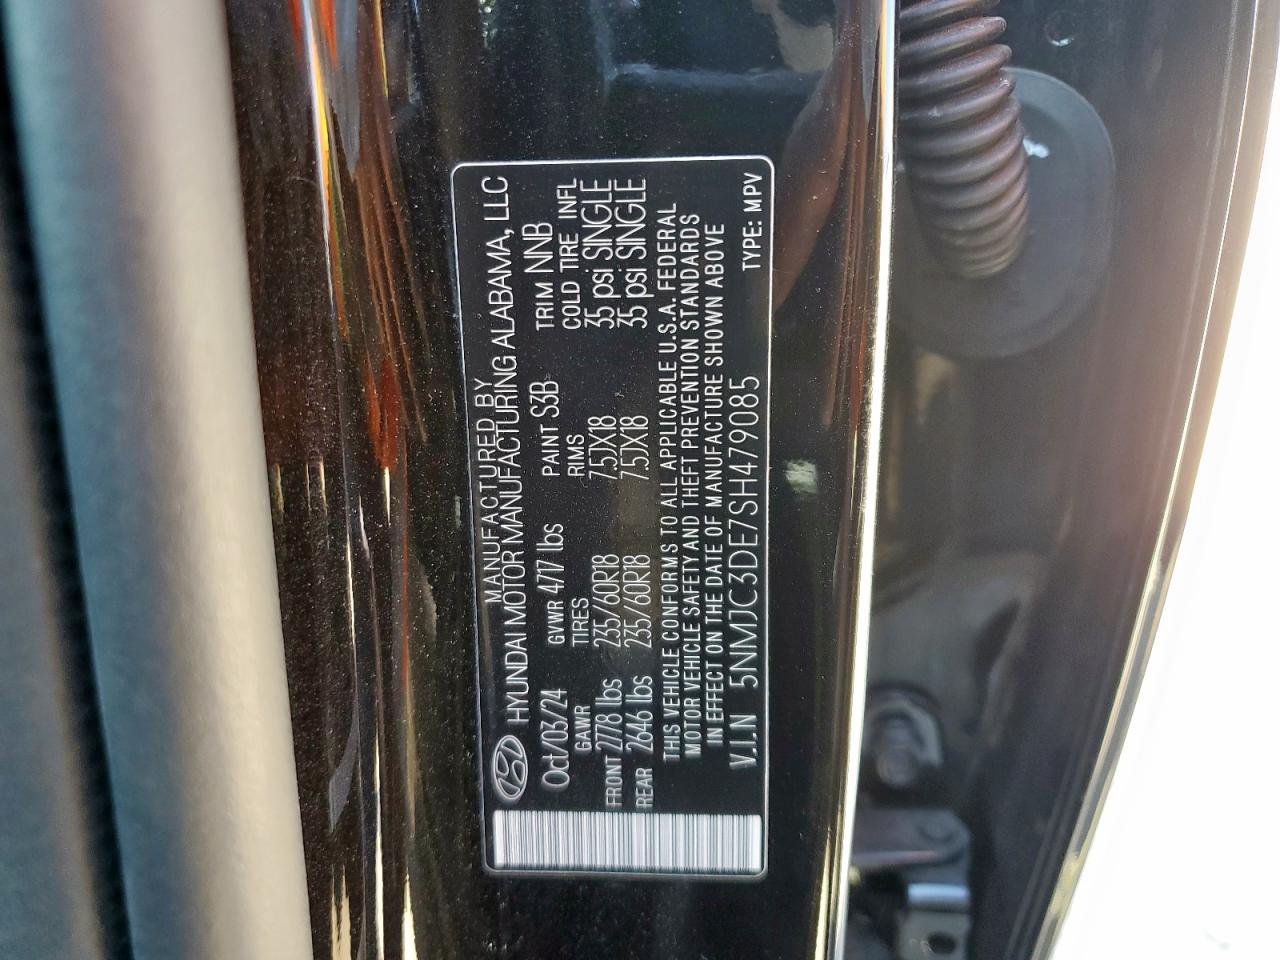 MANUFACTURED BY
HYUNDAI MOTOR MANUFACTURING ALABAMA, LLC
Oct/03/24 GVWR 4717 lbs PAINT S3B TRIM NNB
GAWR TIRES RIMS COLD TIRE INFL
FRONT 2778 lbs 235/60R18 7.5JX18 35 psi SINGLE
REAR 2646 lbs 235/60R18 7.5JX18 35 psi SINGLE
THIS VEHICLE CONFORMS TO ALL APPLICABLE U.S.A. FEDERAL
MOTOR VEHICLE SAFETY AND THEFT PREVENTION STANDARDS
IN EFFECT ON THE DATE OF MANUFACTURE SHOWN ABOVE
V.I.N 5NMJC3DE7SH479085 TYPE: MPV